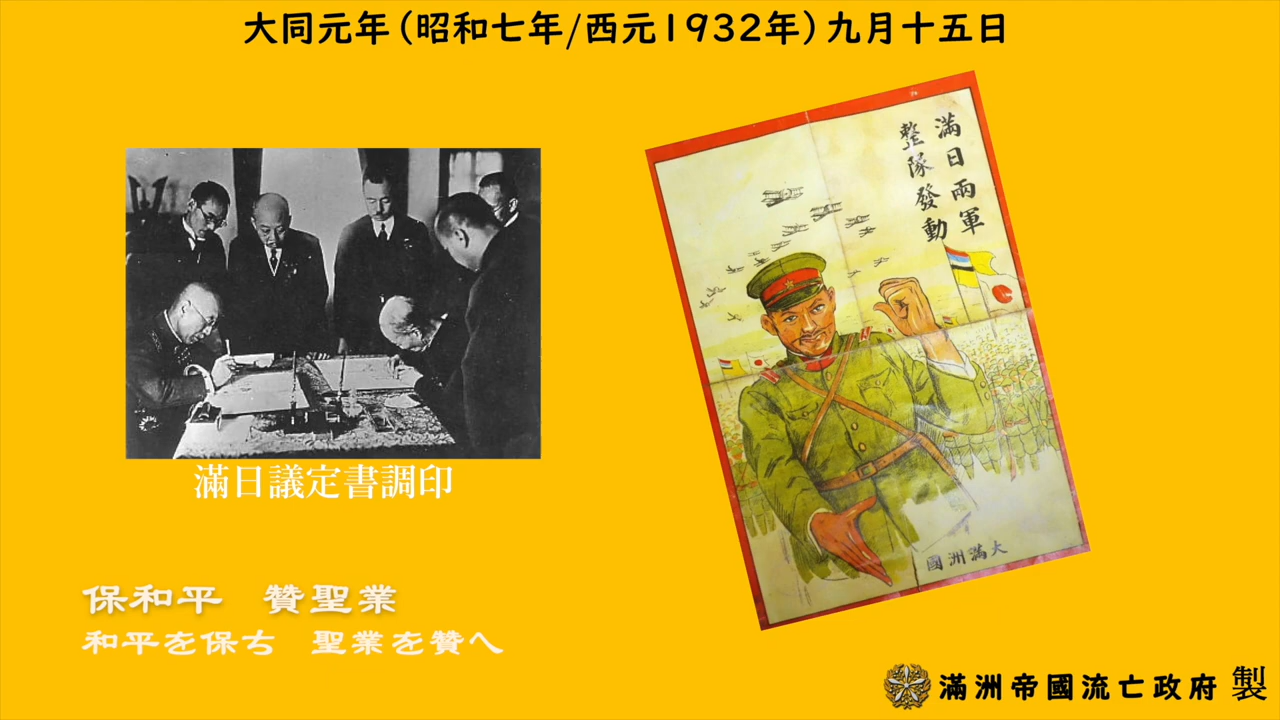 大同元年(昭和七年/西元1932年)九月十五日
滿日兩軍
整隊發動
大滿洲國
滿日議定書調印
保和平　贊聖業
和平を保ち　聖業を贊へ
滿洲帝國流亡政府 製